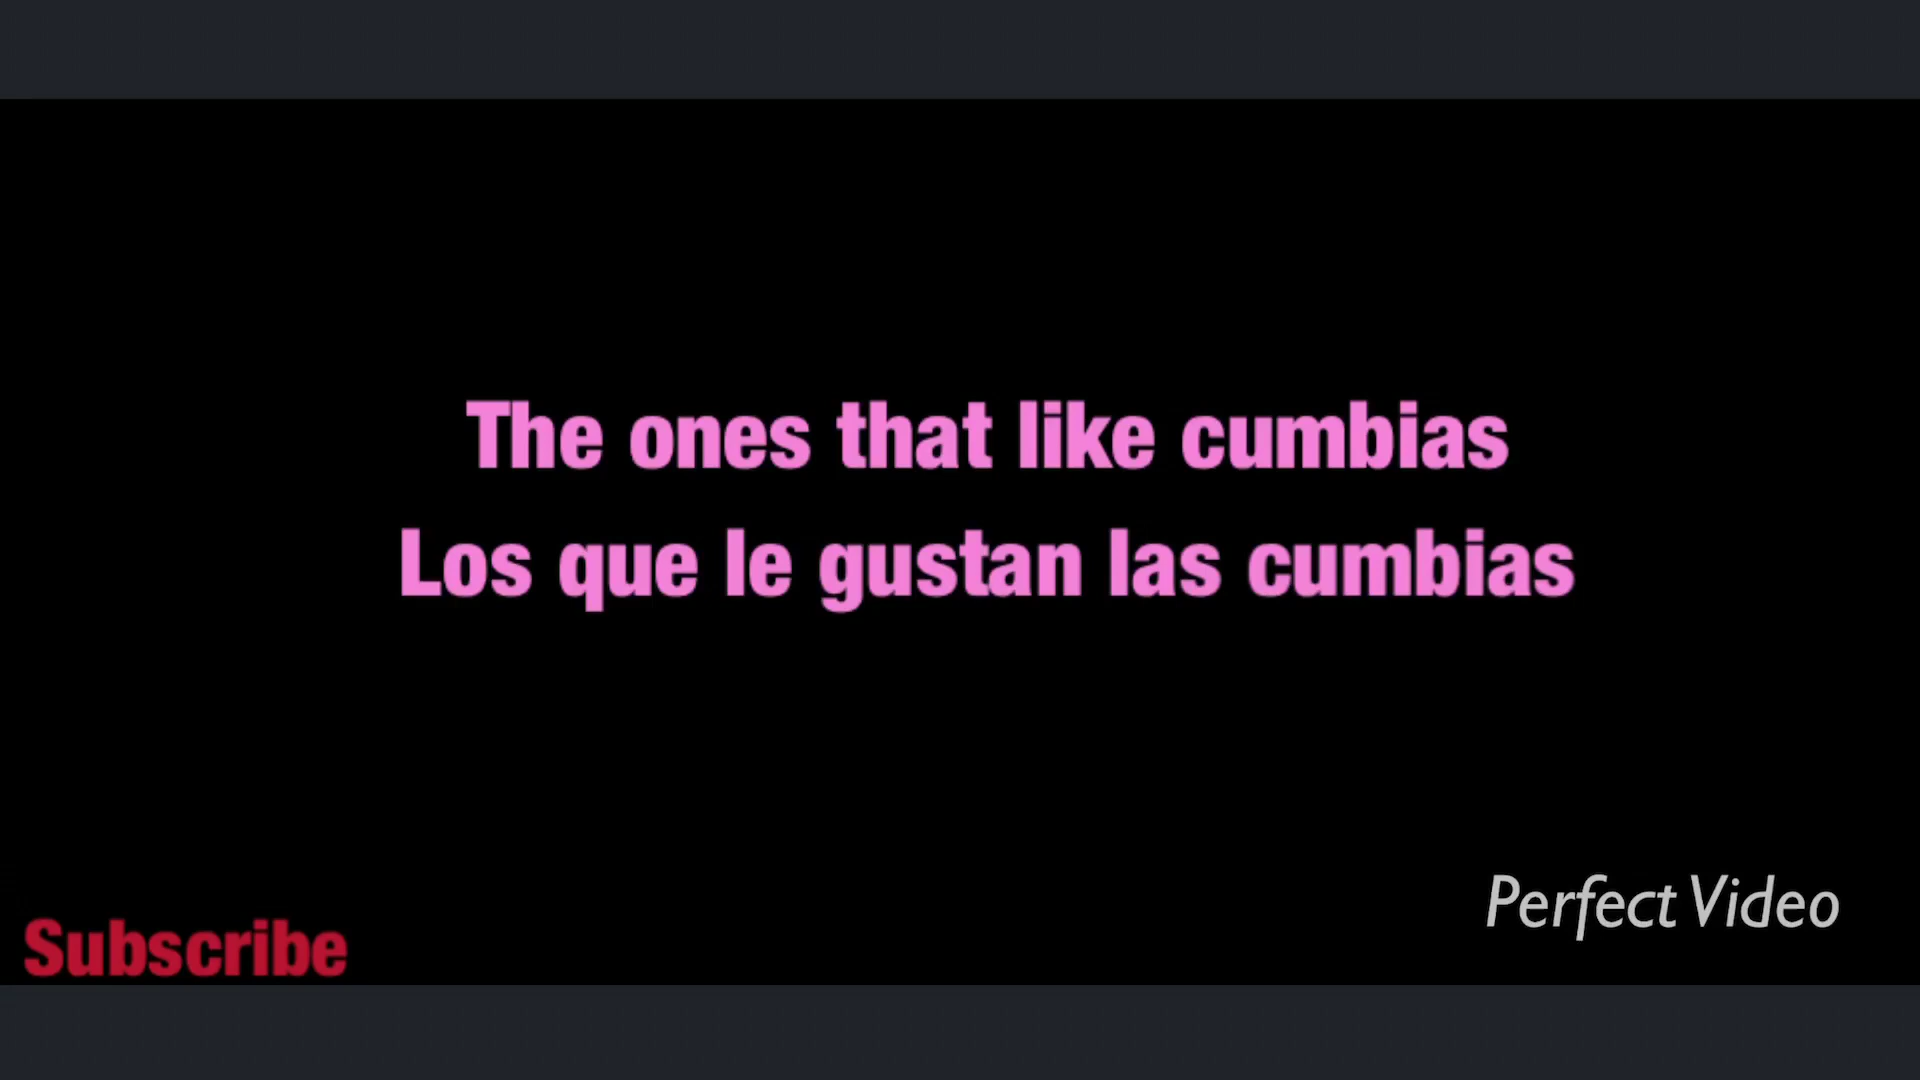 The ones that like cumbias
Los que le gustan las cumbias
Perfect Video
Subscribe